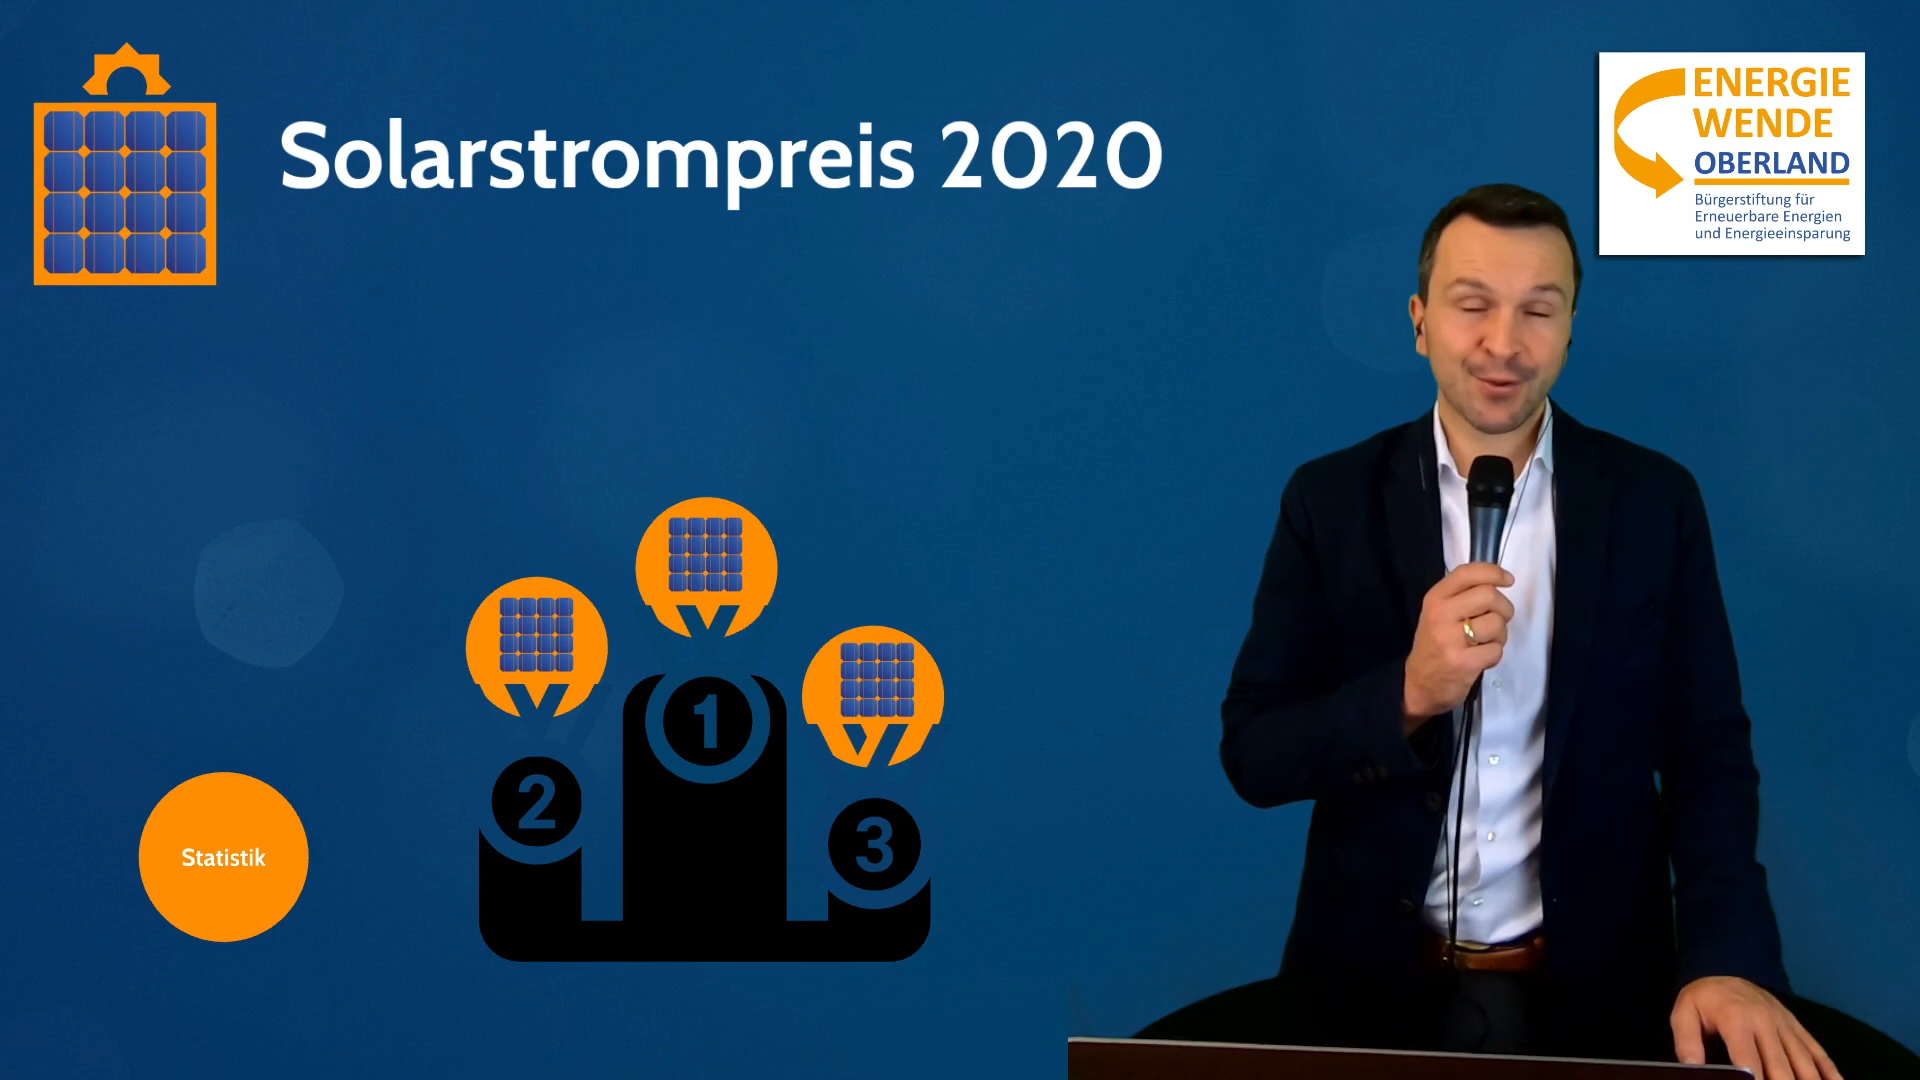 Solarstrompreis 2020
ENERGIE
WENDE
OBERLAND
Bürgerstiftung für
Erneuerbare Energien
und Energieeinsparung
1
2
3
Statistik